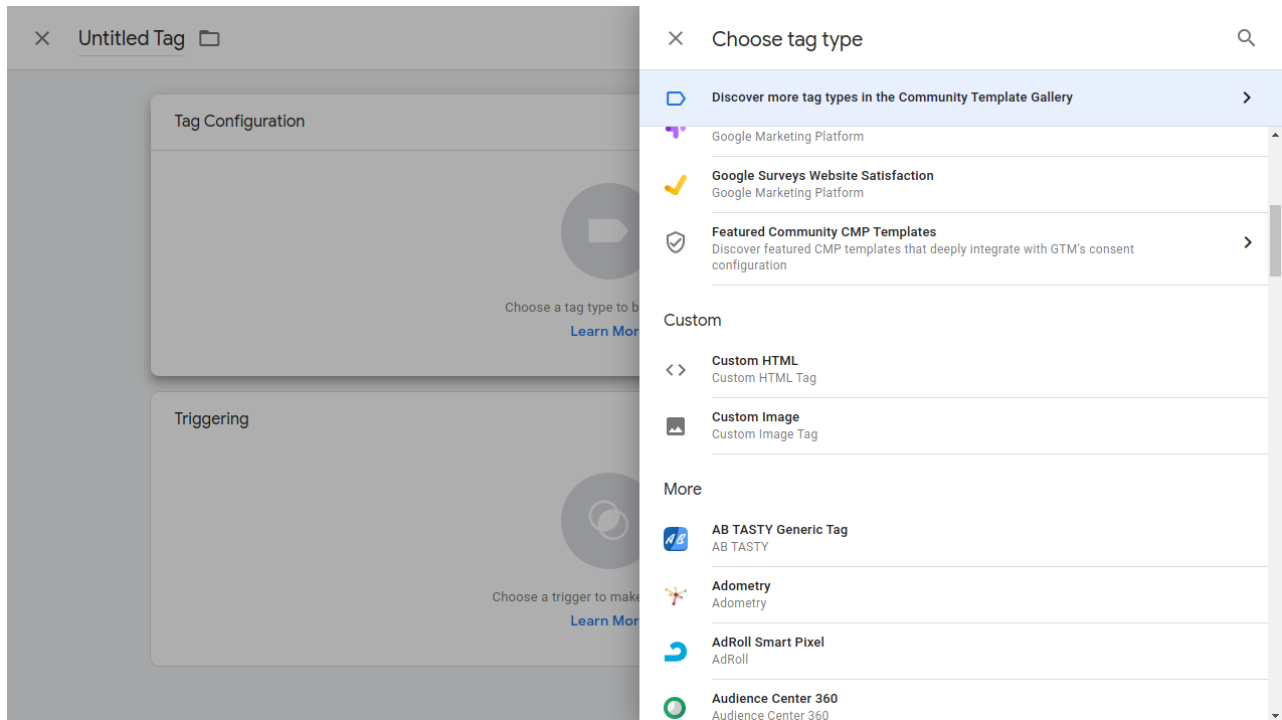 Untitled Tag
Tag Configuration
Choose a tag type to b
Learn Mor
Triggering
Choose a trigger to make
Learn Mor
Choose tag type
Discover more tag types in the Community Template Gallery
Google Marketing Platform
Google Surveys Website Satisfaction
Google Marketing Platform
Featured Community CMP Templates
Discover featured CMP templates that deeply integrate with GTM's consent
configuration
Custom
Custom HTML
Custom HTML Tag
Custom Image
Custom Image Tag
More
AB
AB TASTY Generic Tag
AB TASTY
Adometry
Adometry
AdRoll Smart Pixel
AdRoll
Audience Center 360
Audience Center 360